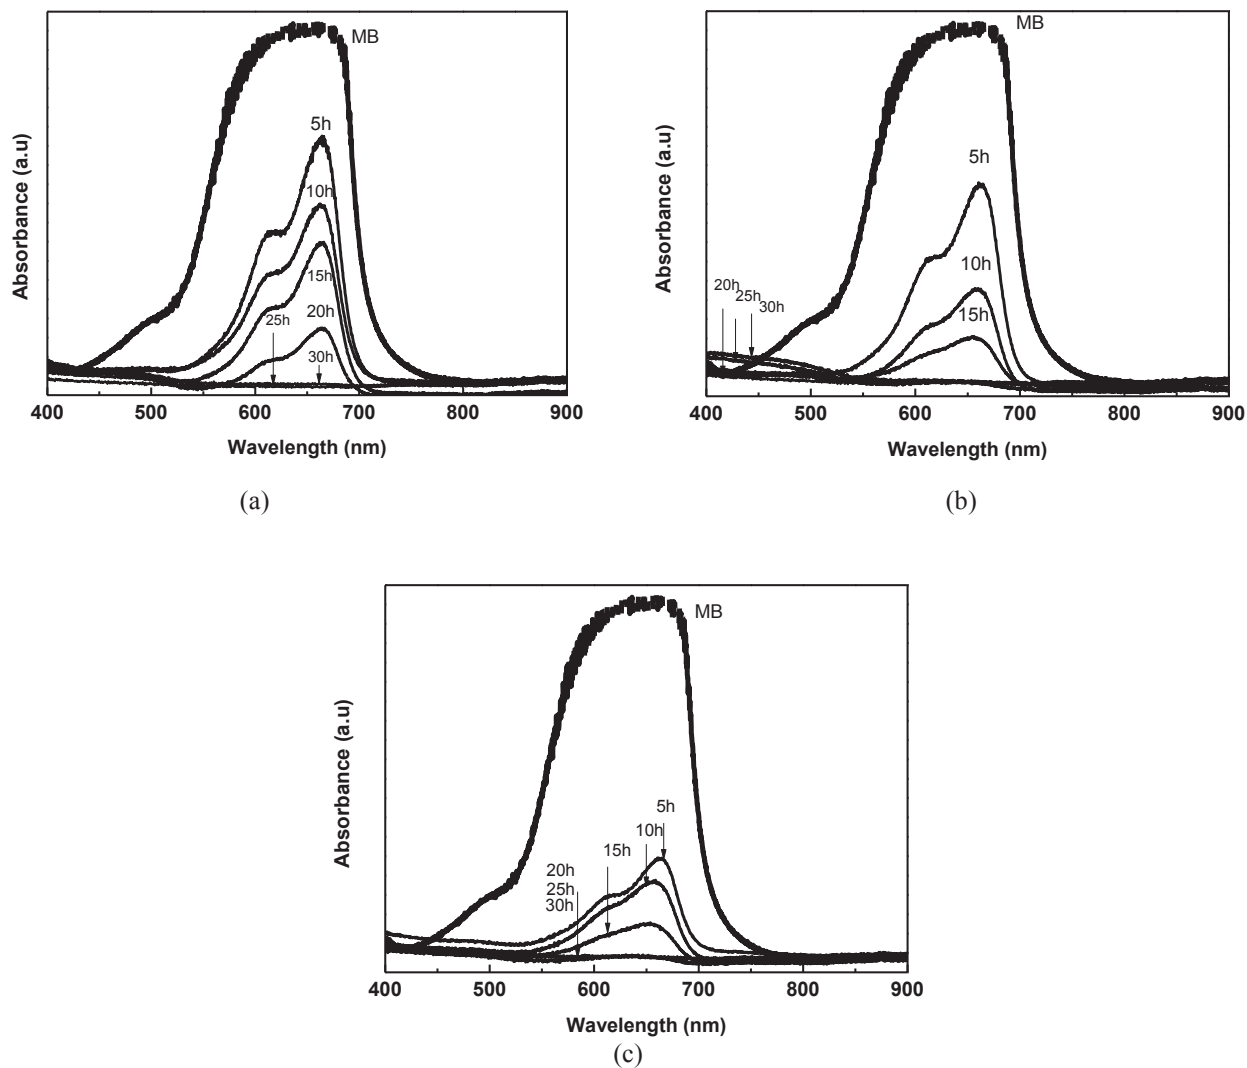 MB
5h
10h
15h
20h
25h
30h
Absorbance (a.u)
400 500 600 700 800 900
Wavelength (nm)
(a)
MB
5h
10h
15h
20h
25h
30h
Absorbance (a.u)
400 500 600 700 800 900
Wavelength (nm)
(b)
MB
5h
10h
15h
20h
25h
30h
Absorbance (a.u)
400 500 600 700 800 900
Wavelength (nm)
(c)